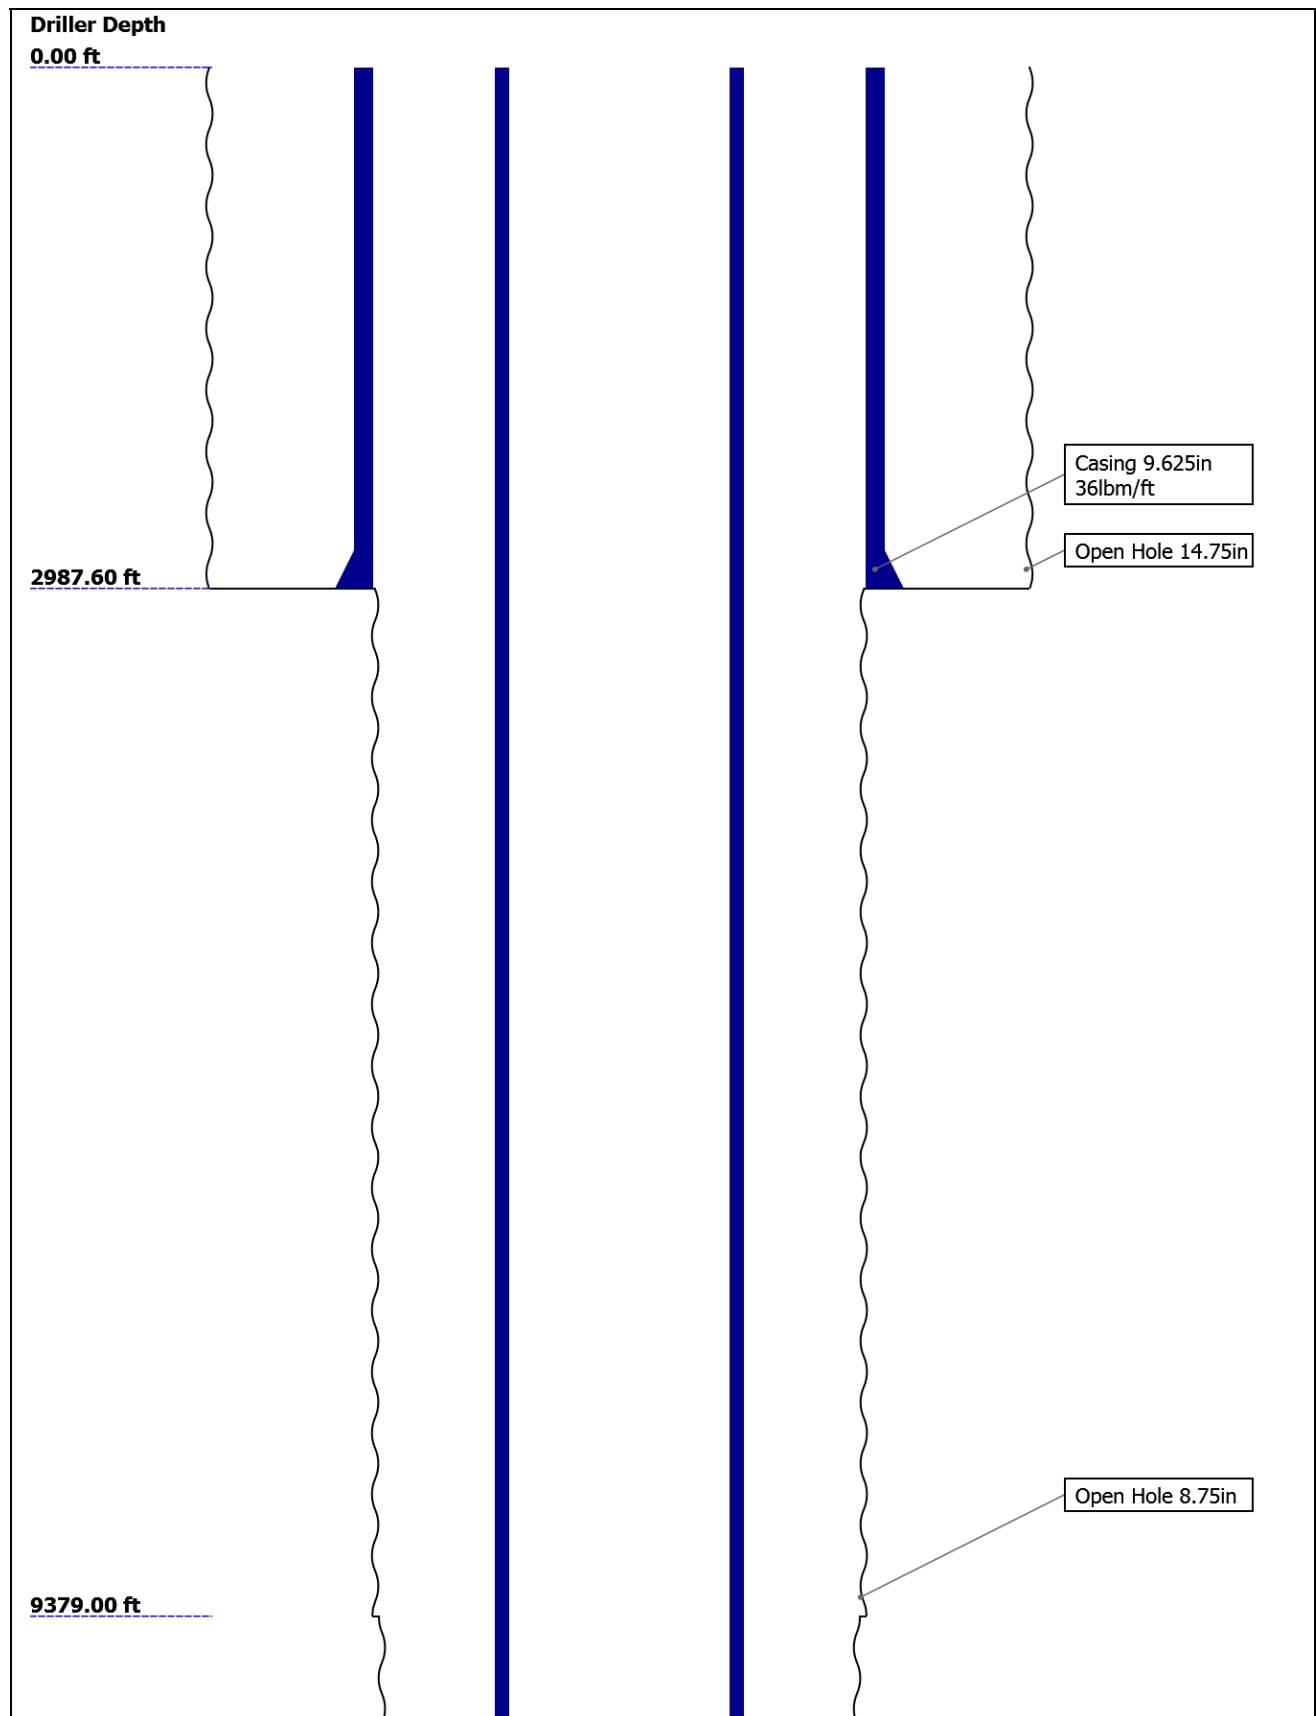 Driller Depth
0.00 ft
Casing 9.625in
36lbm/ft
Open Hole 14.75in
2987.60 ft
Open Hole 8.75in
9379.00 ft